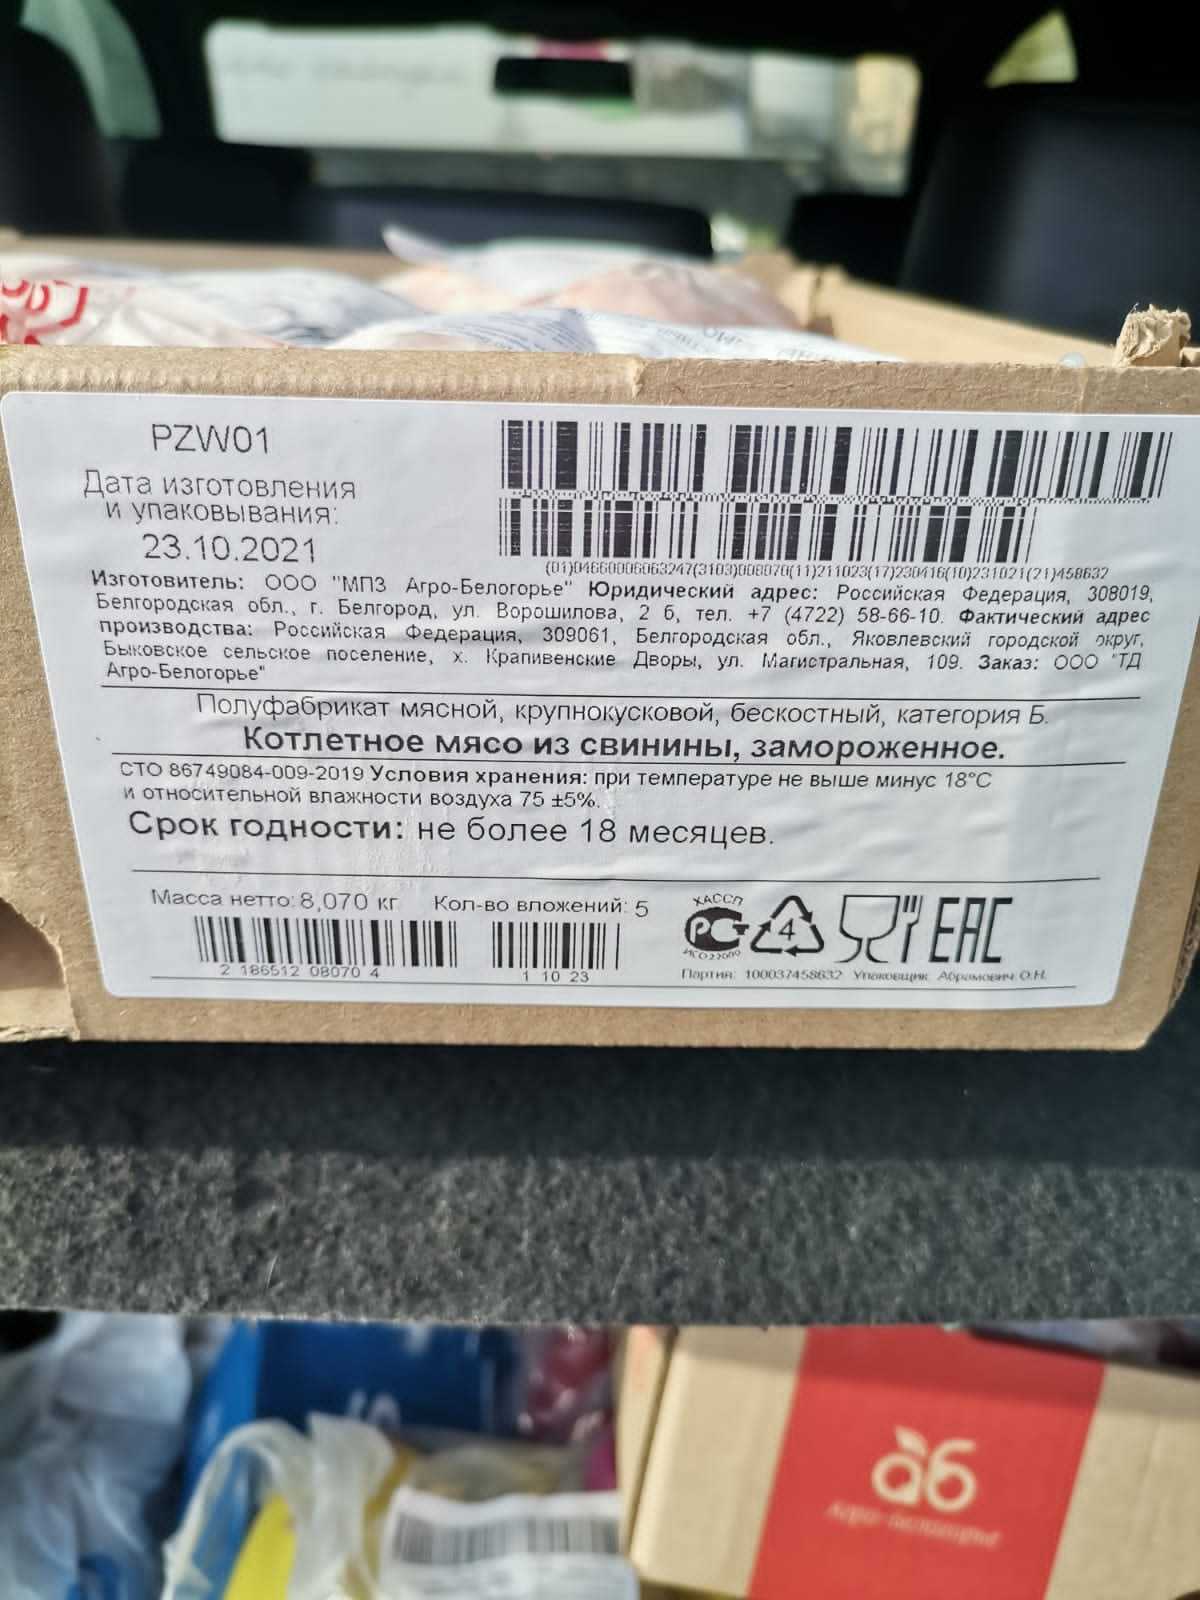 PZW01
Дата изготовления
и упаковывания:
23.10.2021
(01)04660006063247(3103)008070(11)211023(17)230416(10)231021(21)458632
Изготовитель: ООО "МПЗ Агро-Белогорье" Юридический адрес: Российская Федерация, 308019,
Белгородская обл., г. Белгород, ул. Ворошилова, 2 б, тел. +7 (4722) 58-66-10. Фактический адрес
производства: Российская Федерация, 309061, Белгородская обл., Яковлевский городской округ,
Быковское сельское поселение, х. Крапивенские Дворы, ул. Магистральная, 109. Заказ: ООО "ТД
Агро-Белогорье"
Полуфабрикат мясной, крупнокусковой, бескостный, категория Б.
Котлетное мясо из свинины, замороженное.
СТО 86749084-009-2019 Условия хранения: при температуре не выше минус 18°С
и относительной влажности воздуха 75 ±5%.
Срок годности: не более 18 месяцев.
Масса нетто: 8,070 кг Кол-во вложений: 5
ХАССП
РСТ
ИСО22000
4
EAC
2 186512 08070 4
1 10 23
Партия: 100037458632 Упаковщик: Абрамович О.Н.
аб
Агро-Белогорье